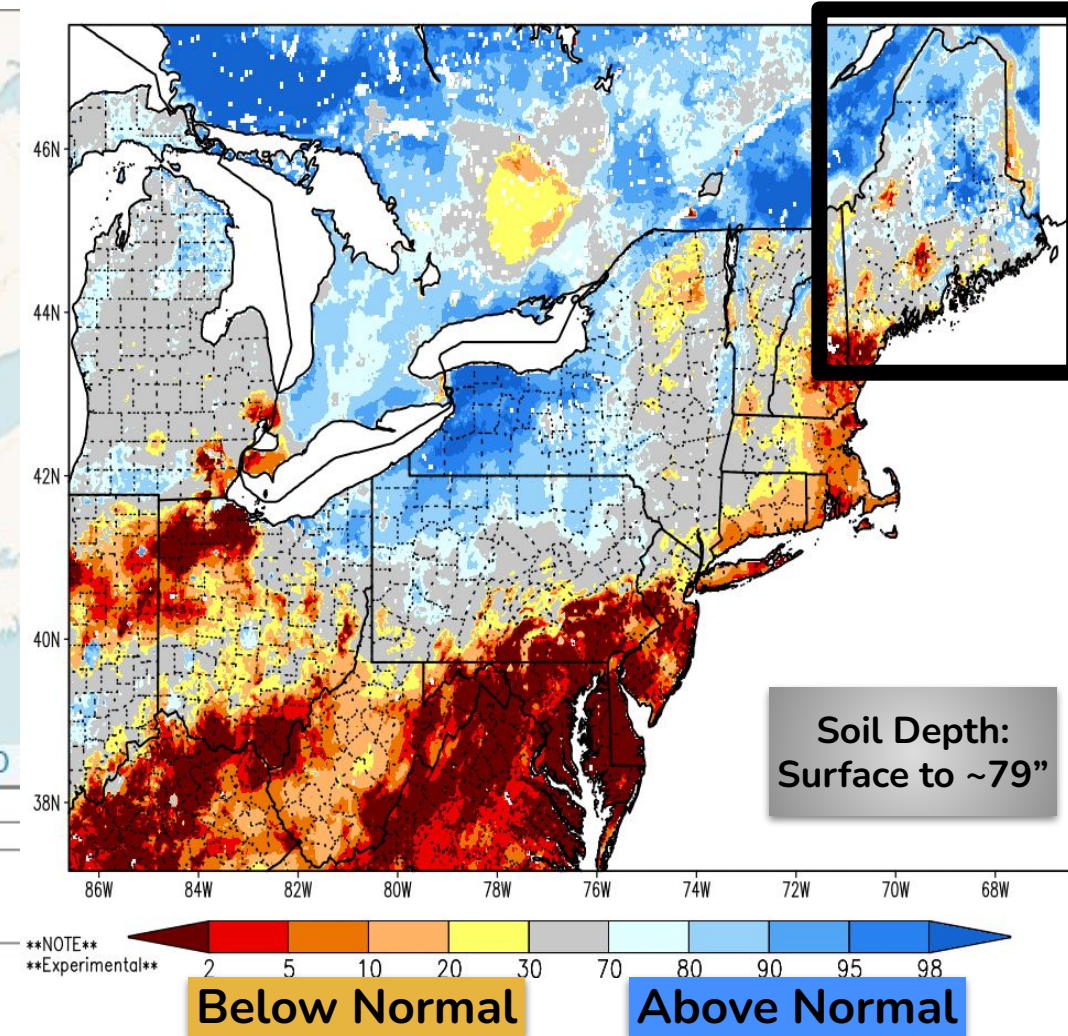 46N
44N
42N
40N
38N
86W 84W 82W 80W 78W 76W 74W 72W 70W 68W
Soil Depth:
Surface to ~79”
**NOTE**
**Experimental**
2 5 10 20 30 70 80 90 95 98
Below Normal
Above Normal